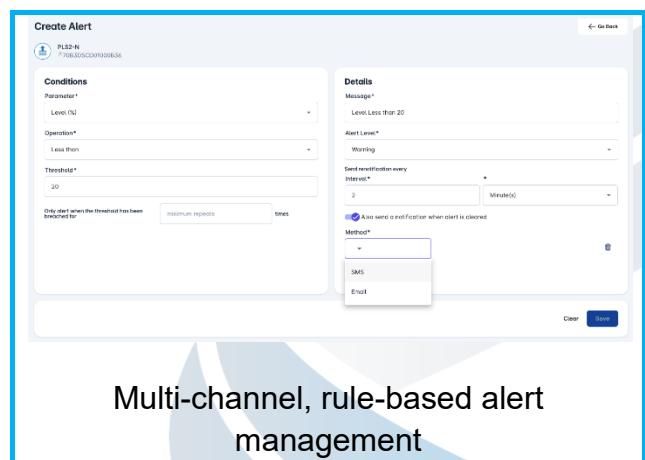 Create Alert
← Go Back
PLS2-N
Conditions
Parameter*
Level (%)
Operation*
Less than
Threshold*
20
Only alert when the threshold has been
breached for
minimum repeats
times
Details
Message*
Level Less than 20
Alert Level*
Warning
Send renotification every
Interval*
*
2
Minute(s)
Also send a notification when alert is cleared
Method*
SMS
Email
Clear
Save
Multi-channel, rule-based alert
management